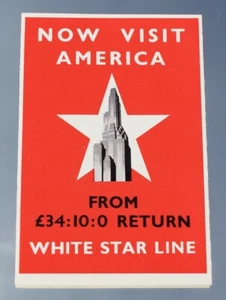 NOW VISIT
AMERICA
FROM
£34:10:0 RETURN
WHITE STAR LINE